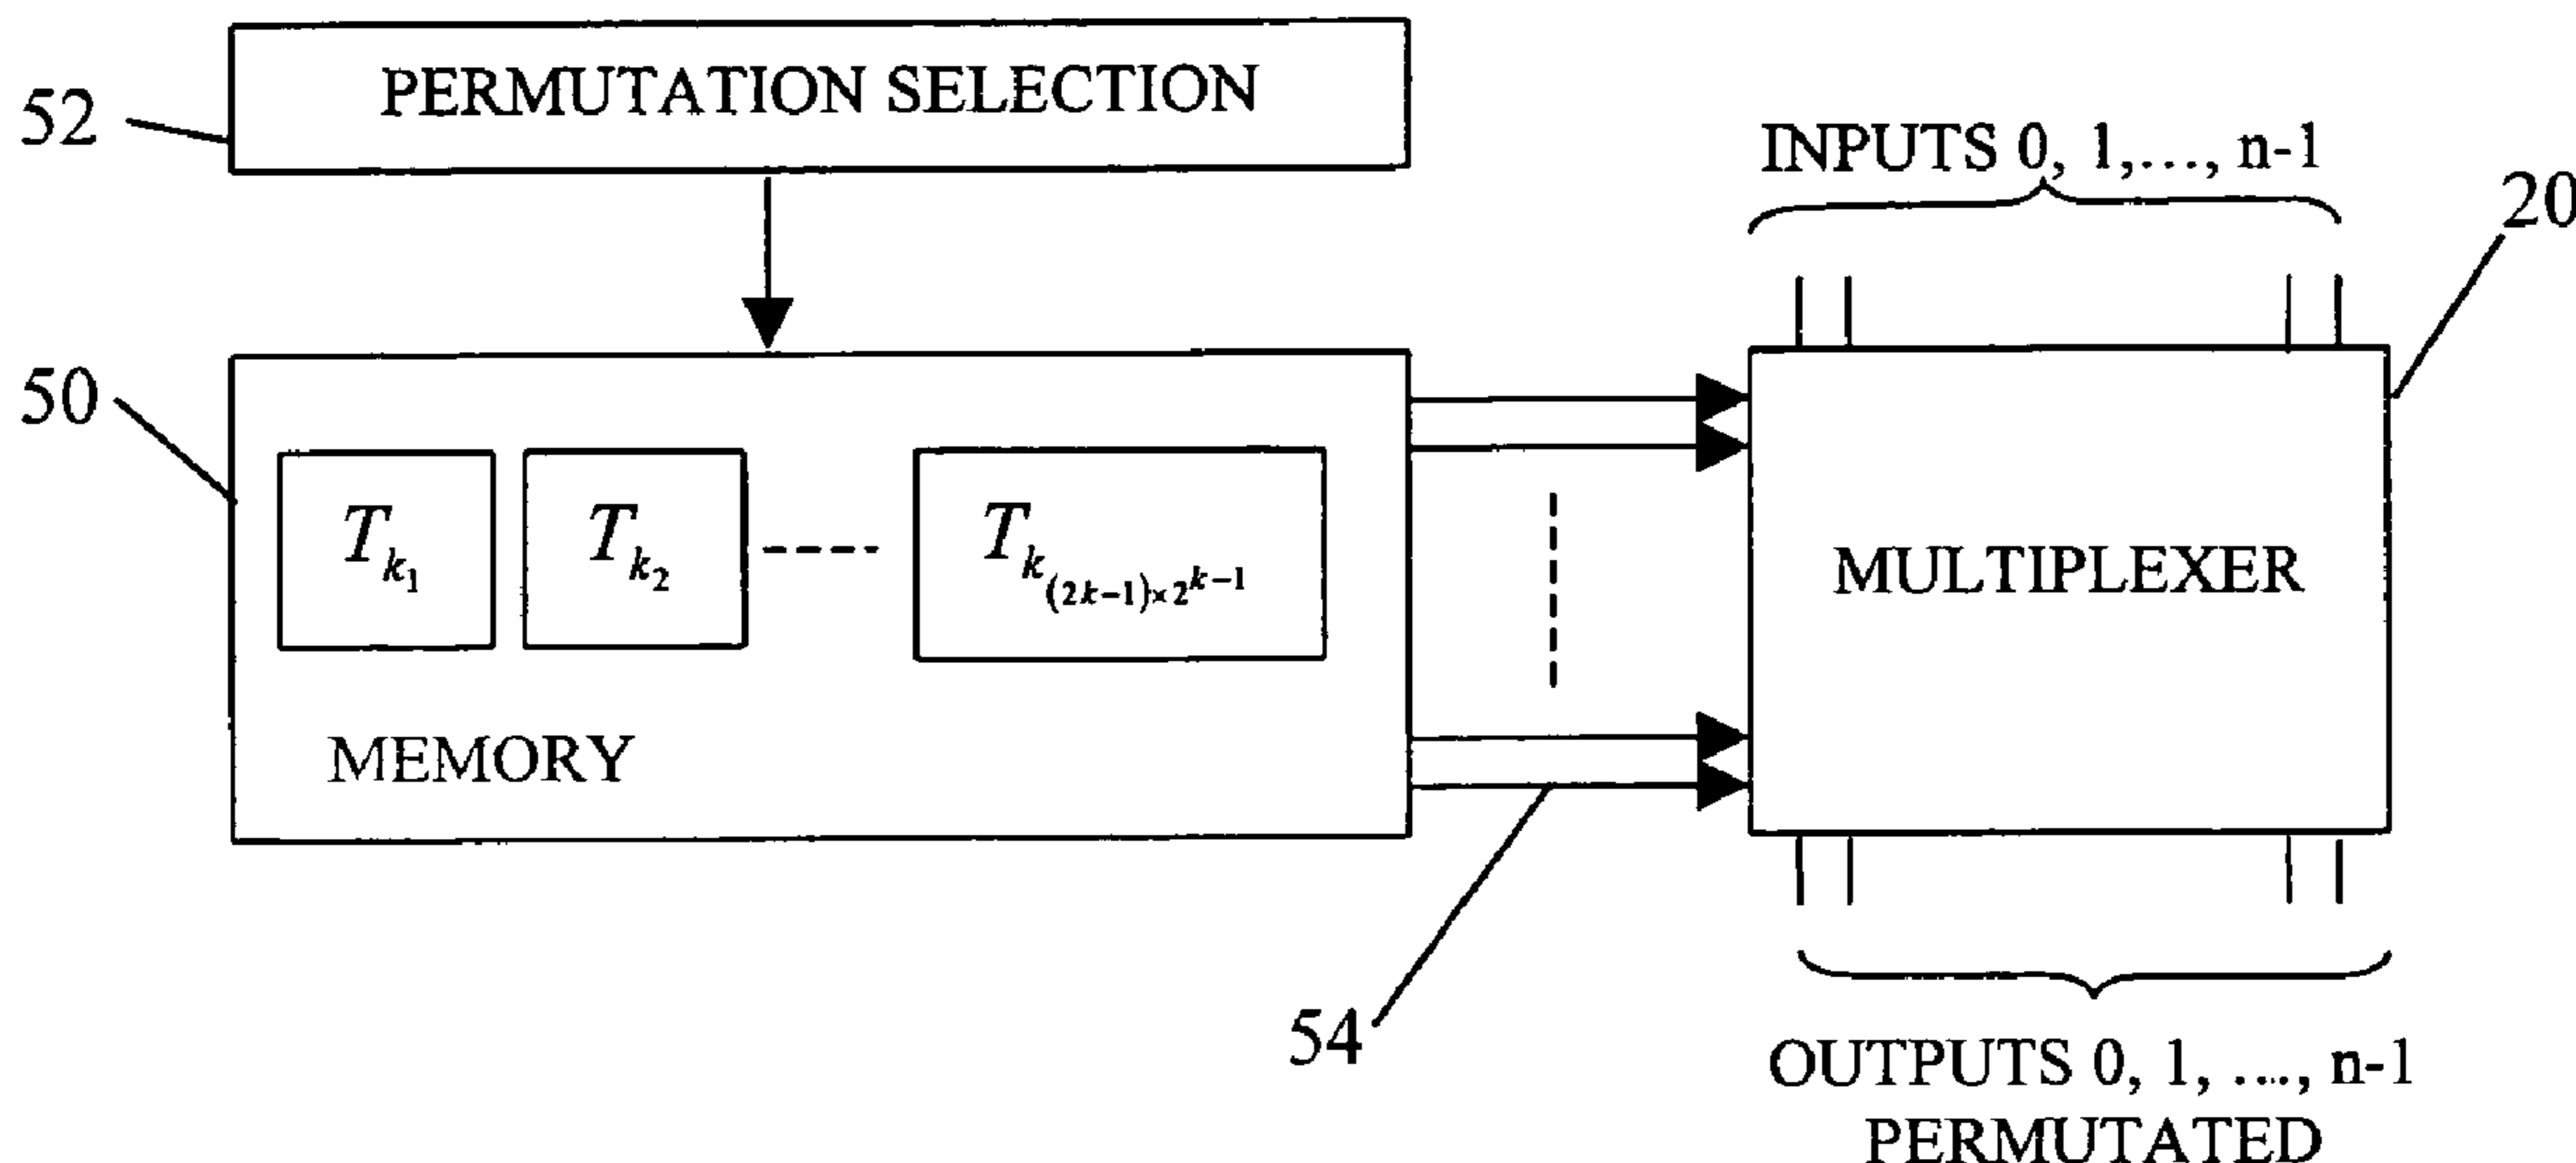 PERMUTATION SELECTION
52
INPUTS 0, 1,…, n-1
20
50
T_{k_1} T_{k_2} T_{k_{(2k-1)×2^{k-1}}}
MULTIPLEXER
MEMORY
54
OUTPUTS 0, 1, ...., n-1
PERMUTATED